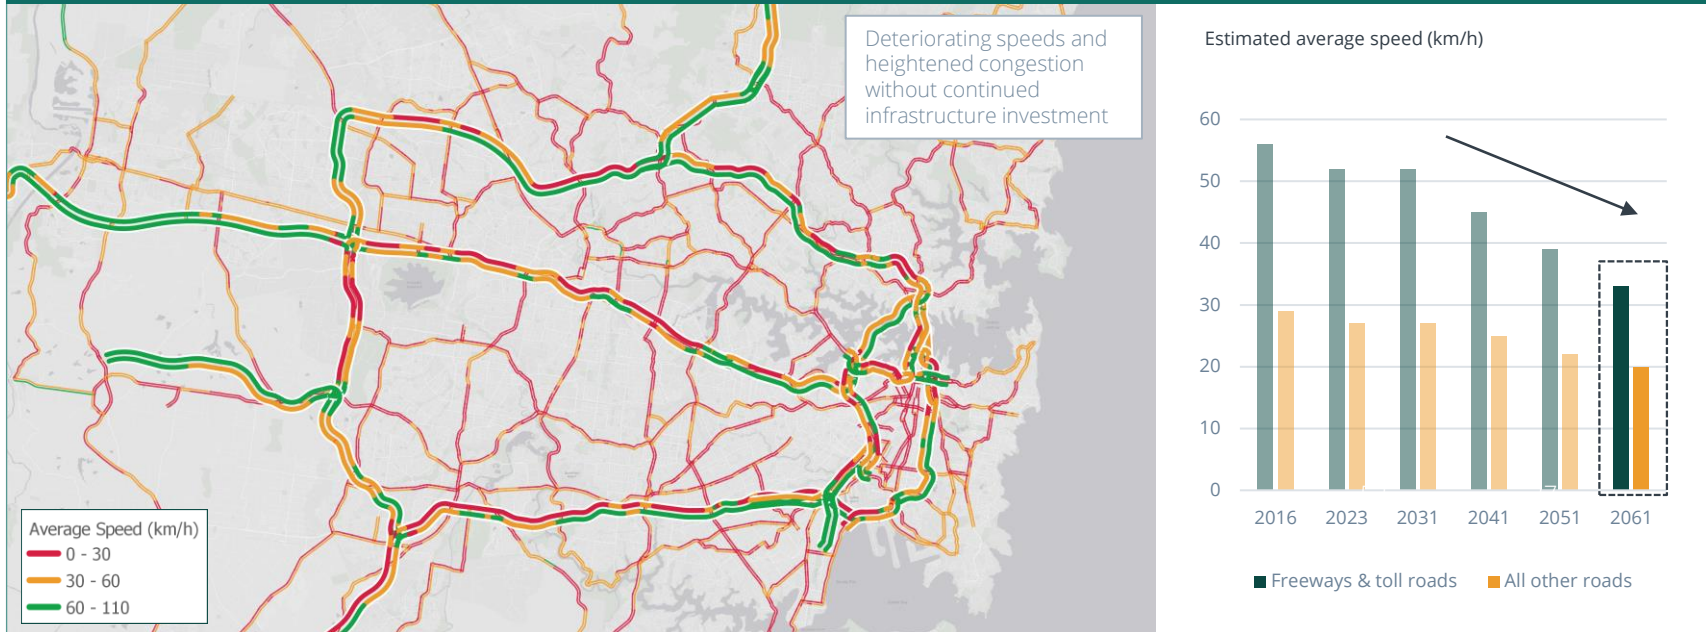 Deteriorating speeds and
heightened congestion
without continued
infrastructure investment
Average Speed (km/h)
0 - 30
30 - 60
60 - 110
Estimated average speed (km/h)
60
50
40
30
20
10
0
2016 2023 2031 2041 2051 2061
Freeways & toll roads All other roads